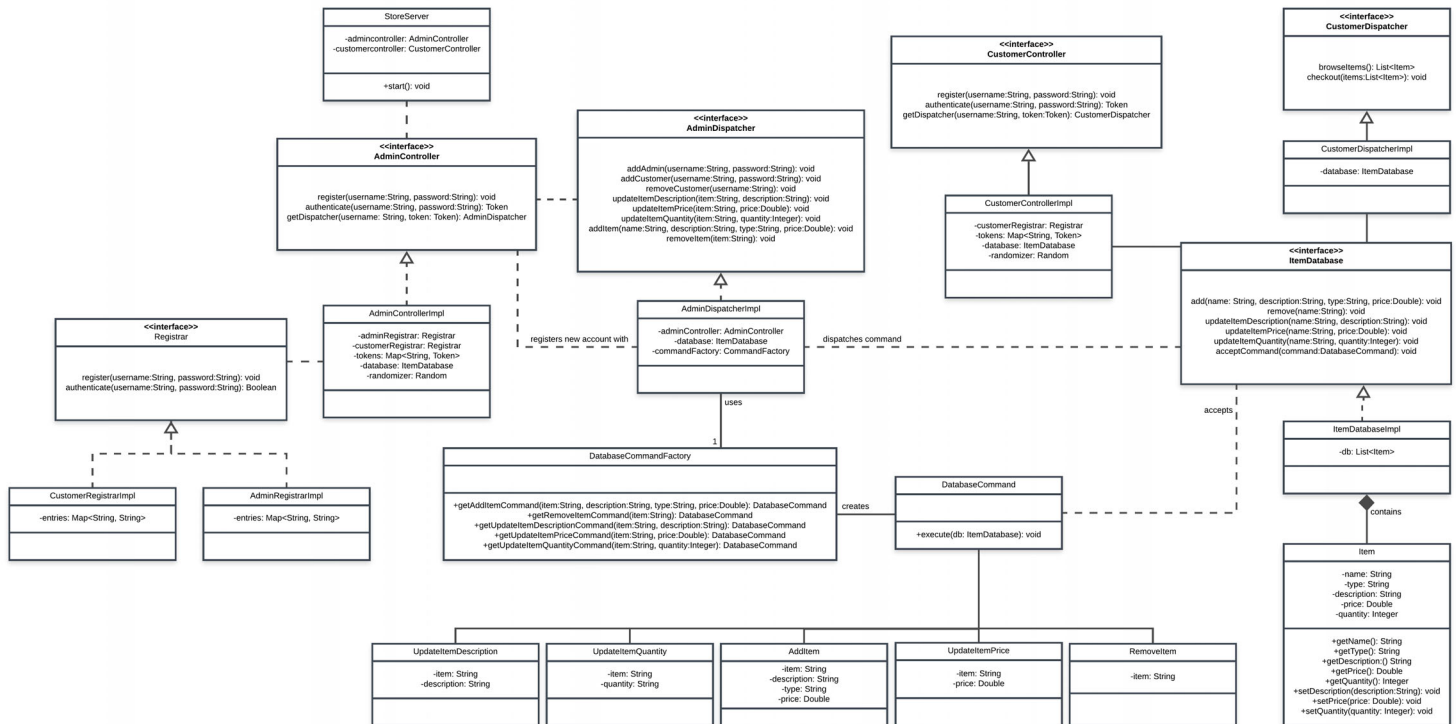 StoreServer
-admincontroller: AdminController
-customercontroller: CustomerController
+start(): void
<<interface>>
AdminController
register(username:String, password:String): void
authenticate(username:String, password:String): Token
getDispatcher(username: String, token: Token): AdminDispatcher
<<interface>>
AdminDispatcher
addAdmin(username:String, password:String): void
addCustomer(username:String, password:String): void
removeCustomer(username:String): void
updateItemDescription(item:String, description:String): void
updateItemPrice(item:String, price:Double): void
updateItemQuantity(item:String, quantity:Integer): void
addItem(name:String, description:String, type:String, price:Double): void
removeItem(item:String): void
<<interface>>
CustomerController
register(username:String, password:String): void
authenticate(username:String, password:String): Token
getDispatcher(username:String, token:Token): CustomerDispatcher
<<interface>>
CustomerDispatcher
browseItems(): List<Item>
checkout(items:List<Item>): void
CustomerDispatcherImpl
-database: ItemDatabase
CustomerControllerImpl
-customerRegistrar: Registrar
-tokens: Map<String, Token>
-database: ItemDatabase
-randomizer: Random
<<interface>>
ItemDatabase
add(name: String, description:String, type:String, price:Double): void
remove(name:String): void
updateItemDescription(name:String, description:String): void
updateItemPrice(name:String, price:Double): void
updateItemQuantity(name:String, quantity:Integer): void
acceptCommand(command:DatabaseCommand): void
<<interface>>
Registrar
register(username:String, password:String): void
authenticate(username:String, password:String): Boolean
AdminControllerImpl
-adminRegistrar: Registrar
-customerRegistrar: Registrar
-tokens: Map<String, Token>
-database: ItemDatabase
-randomizer: Random
registers new account with
AdminDispatcherImpl
-adminController: AdminController
-database: ItemDatabase
-commandFactory: CommandFactory
dispatches command
uses
1
accepts
ItemDatabaseImpl
-db: List<Item>
contains
CustomerRegistrarImpl
-entries: Map<String, String>
AdminRegistrarImpl
-entries: Map<String, String>
DatabaseCommandFactory
+getAddItemCommand(item:String, description:String, type:String, price:Double): DatabaseCommand
+getRemoveItemCommand(item:String): DatabaseCommand
+getUpdateItemDescriptionCommand(item:String, description:String): DatabaseCommand
+getUpdateItemPriceCommand(item:String, price:Double): DatabaseCommand
+getUpdateItemQuantityCommand(item:String, quantity:Integer): DatabaseCommand
creates
DatabaseCommand
+execute(db: ItemDatabase): void
Item
-name: String
-type: String
-description: String
-price: Double
-quantity: Integer
+getName(): String
+getType(): String
+getDescription:() String
+getPrice(): Double
+getQuantity(): Integer
+setDescription(description:String): void
+setPrice(price: Double): void
+setQuantity(quantity: Integer): void
UpdateItemDescription
-item: String
-description: String
UpdateItemQuantity
-item: String
-quantity: String
AddItem
-item: String
-description: String
-type: String
-price: Double
UpdateItemPrice
-item: String
-price: Double
RemoveItem
-item: String